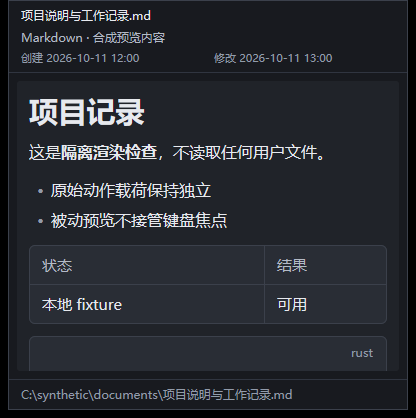 项目说明与工作记录.md
Markdown · 合成预览内容
创建 2026-10-11 12:00 修改 2026-10-11 13:00
项目记录
这是隔离渲染检查，不读取任何用户文件。
• 原始动作载荷保持独立
• 被动预览不接管键盘焦点
状态 结果
本地 fixture 可用
rust
C:\synthetic\documents\项目说明与工作记录.md